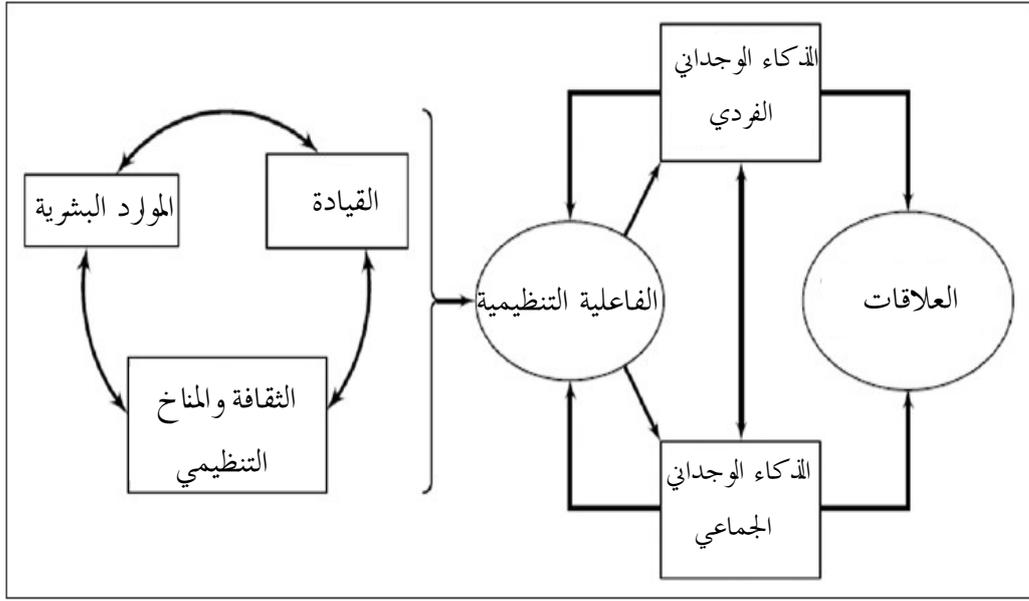 الذكاء الوجداني
الفردي
القيادة
الموارد البشرية
العلاقات
الفاعلية التنظيمية
الثقافة والمناخ
التنظيمي
الذكاء الوجداني
الجماعي